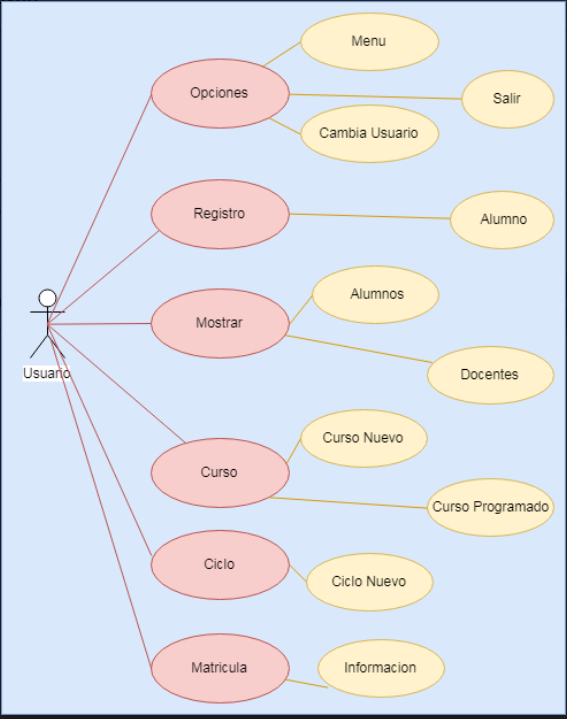 Menu
Opciones
Salir
Cambia Usuario
Registro
Alumno
Alumnos
Mostrar
Usuario
Docentes
Curso Nuevo
Curso
Curso Programado
Ciclo
Ciclo Nuevo
Matricula
Informacion